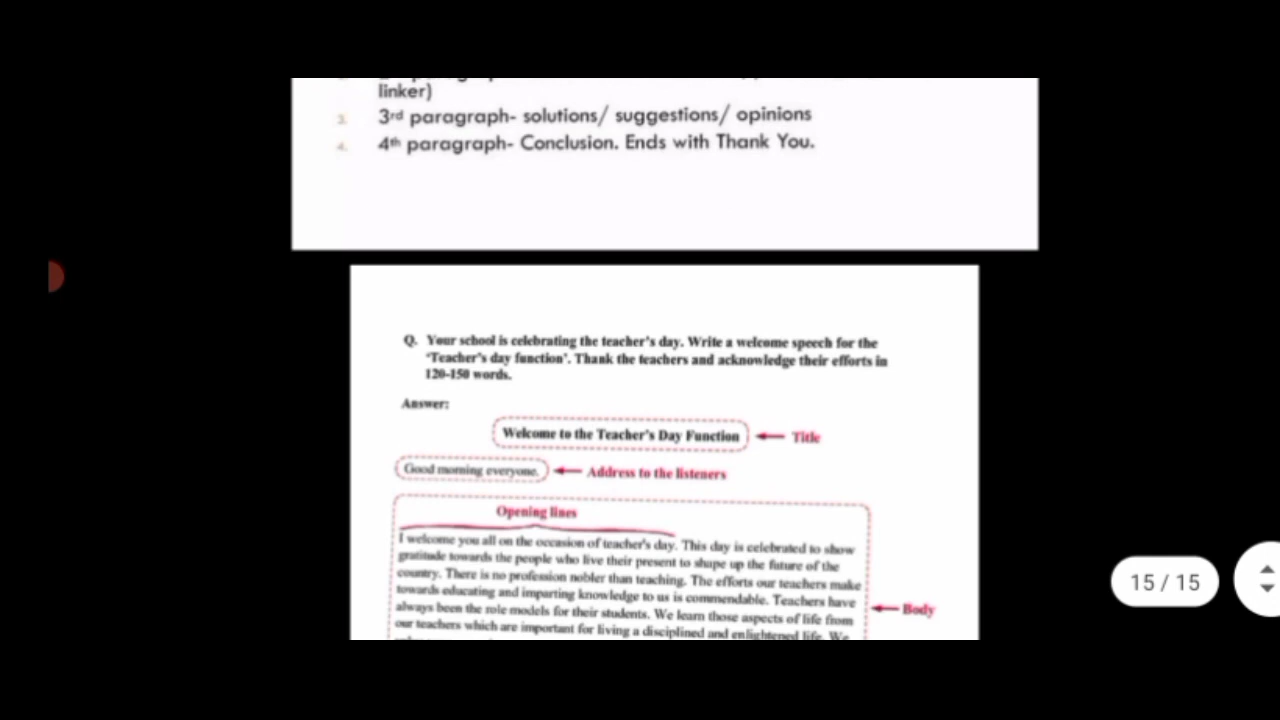 linker)
3. 3rd paragraph- solutions/ suggestions/ opinions
4. 4th paragraph- Conclusion. Ends with Thank You.
Q. Your school is celebrating the teacher's day. Write a welcome speech for the
'Teacher's day function'. Thank the teachers and acknowledge their efforts in
120-150 words.
Answer:
Welcome to the Teacher's Day Function
Title
Good morning everyone.
Address to the listeners
Opening lines
I welcome you all on the occasion of teacher's day. This day is celebrated to show
gratitude towards the people who live their present to shape up the future of the
country. There is no profession nobler than teaching. The efforts our teachers make
towards educating and imparting knowledge to us is commendable. Teachers have
always been the role models for their students. We learn those aspects of life from
our teachers which are important for living a disciplined and enlightened life. We
Body
15 / 15